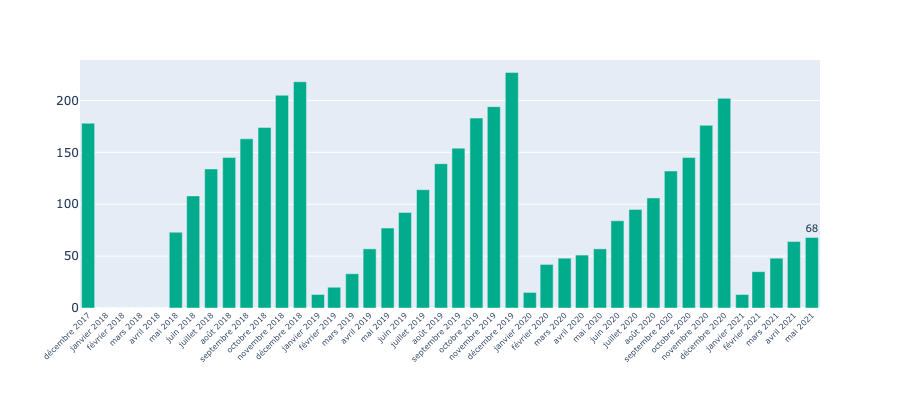 200
150
100
50
0
68
décembre 2017
janvier 2018
février 2018
mars 2018
avril 2018
mai 2018
juin 2018
juillet 2018
août 2018
septembre 2018
octobre 2018
novembre 2018
décembre 2018
janvier 2019
février 2019
mars 2019
avril 2019
mai 2019
juin 2019
juillet 2019
août 2019
septembre 2019
octobre 2019
novembre 2019
décembre 2019
janvier 2020
février 2020
mars 2020
avril 2020
mai 2020
juin 2020
juillet 2020
août 2020
septembre 2020
octobre 2020
novembre 2020
décembre 2020
janvier 2021
février 2021
mars 2021
avril 2021
mai 2021